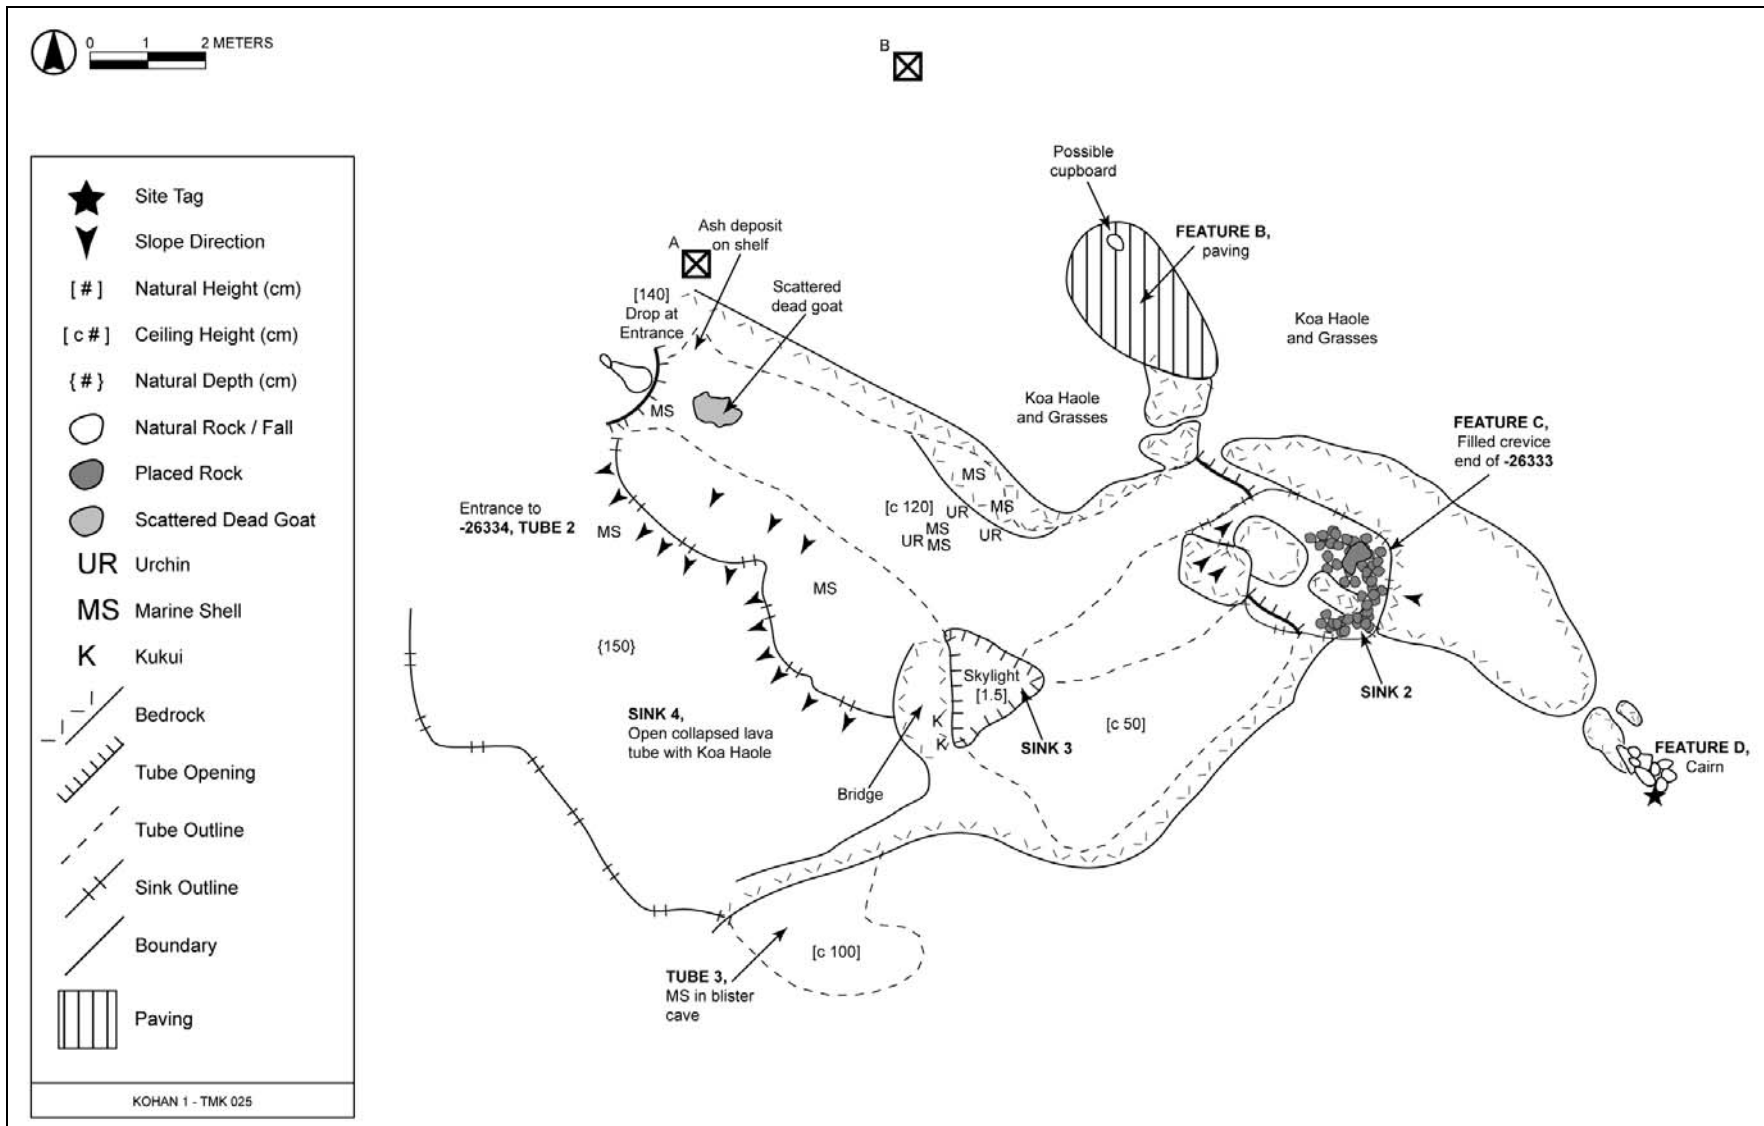 0 1 2 METERS
B
Site Tag
Slope Direction
[ # ] Natural Height (cm)
[ c # ] Ceiling Height (cm)
{ # } Natural Depth (cm)
Natural Rock / Fall
Placed Rock
Scattered Dead Goat
UR Urchin
MS Marine Shell
K Kukui
Bedrock
Tube Opening
Tube Outline
Sink Outline
Boundary
Paving
KOHAN 1 - TMK 025
Possible
cupboard
FEATURE B,
paving
A
Ash deposit
on shelf
[140]
Drop at
Entrance
Scattered
dead goat
Koa Haole
and Grasses
Koa Haole
and Grasses
MS
FEATURE C,
Filled crevice
end of -26333
Entrance to
-26334, TUBE 2
MS
MS
[c 120]
UR
MS
MS
UR
MS
UR
MS
{150}
Skylight
[1.5]
K
K
SINK 2
SINK 4,
Open collapsed lava
tube with Koa Haole
SINK 3
[c 50]
Bridge
FEATURE D,
Cairn
[c 100]
TUBE 3,
MS in blister
cave